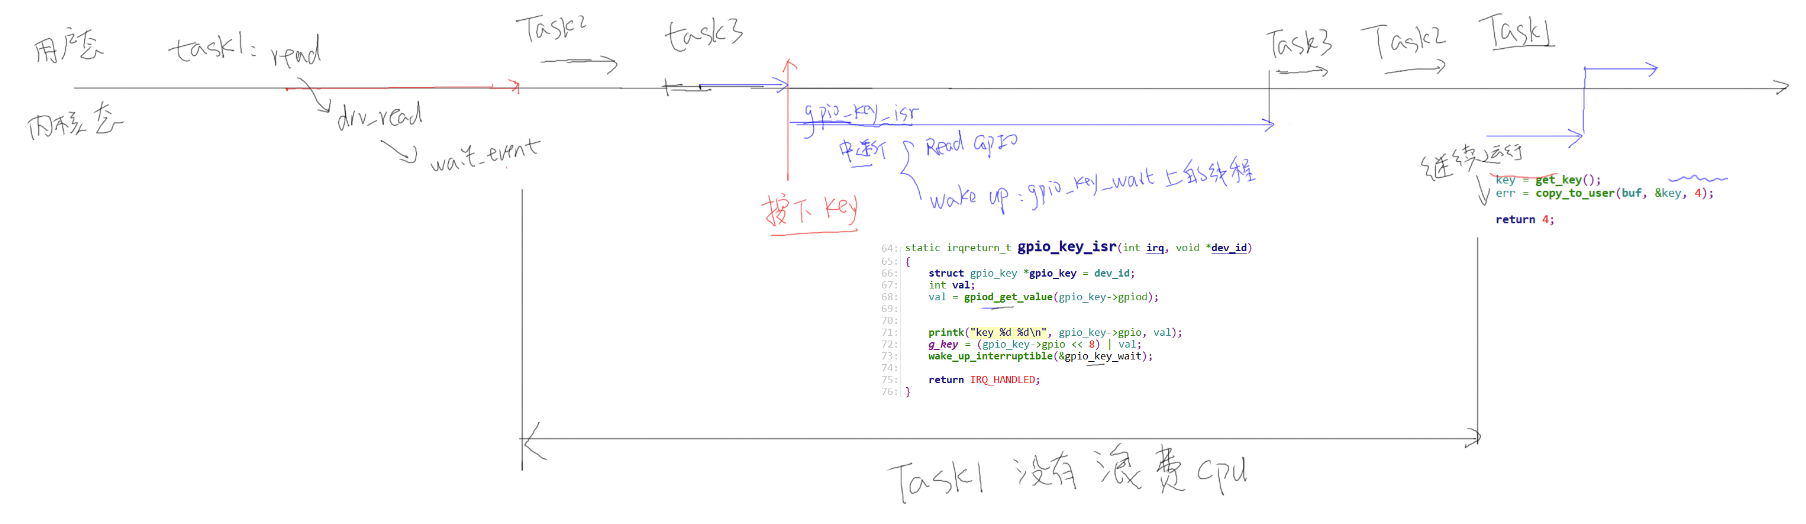 用户态
task1: read
Task2
task3
Task3
Task2
Task1
内核态
drv_read
wait_event
gpio_key_isr
中断
Read GPIO
wake up : gpio_key_wait 上的线程
按下 key
继续运行
key = get_key();
err = copy_to_user(buf, &key, 4);
return 4;
64: static irqreturn_t gpio_key_isr(int irq, void *dev_id)
65: {
66: struct gpio_key *gpio_key = dev_id;
67: int val;
68: val = gpiod_get_value(gpio_key->gpiod);
69:
70:
71: printk("key %d %d\n", gpio_key->gpio, val);
72: g_key = (gpio_key->gpio << 8) | val;
73: wake_up_interruptible(&gpio_key_wait);
74:
75: return IRQ_HANDLED;
76: }
Task1 没有浪费 cpu